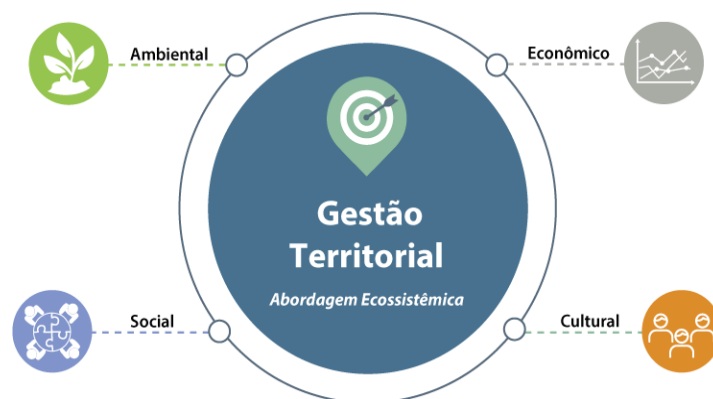 Ambiental
Econômico
Gestão
Territorial
Abordagem Ecossistêmica
Social
Cultural